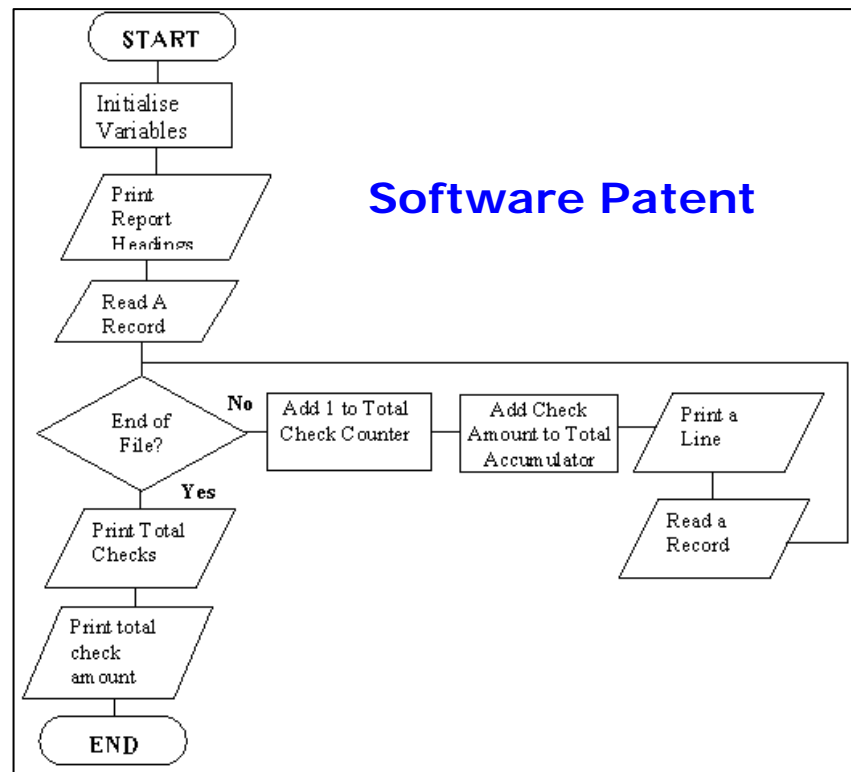 START
Initialise
Variables
Software Patent
Print
Report
Headings
Read A
Record
End of
File?
No
Add 1 to Total
Check Counter
Add Check
Amount to Total
Accumulator
Print a
Line
Read a
Record
Yes
Print Total
Checks
Print total
check
amount
END